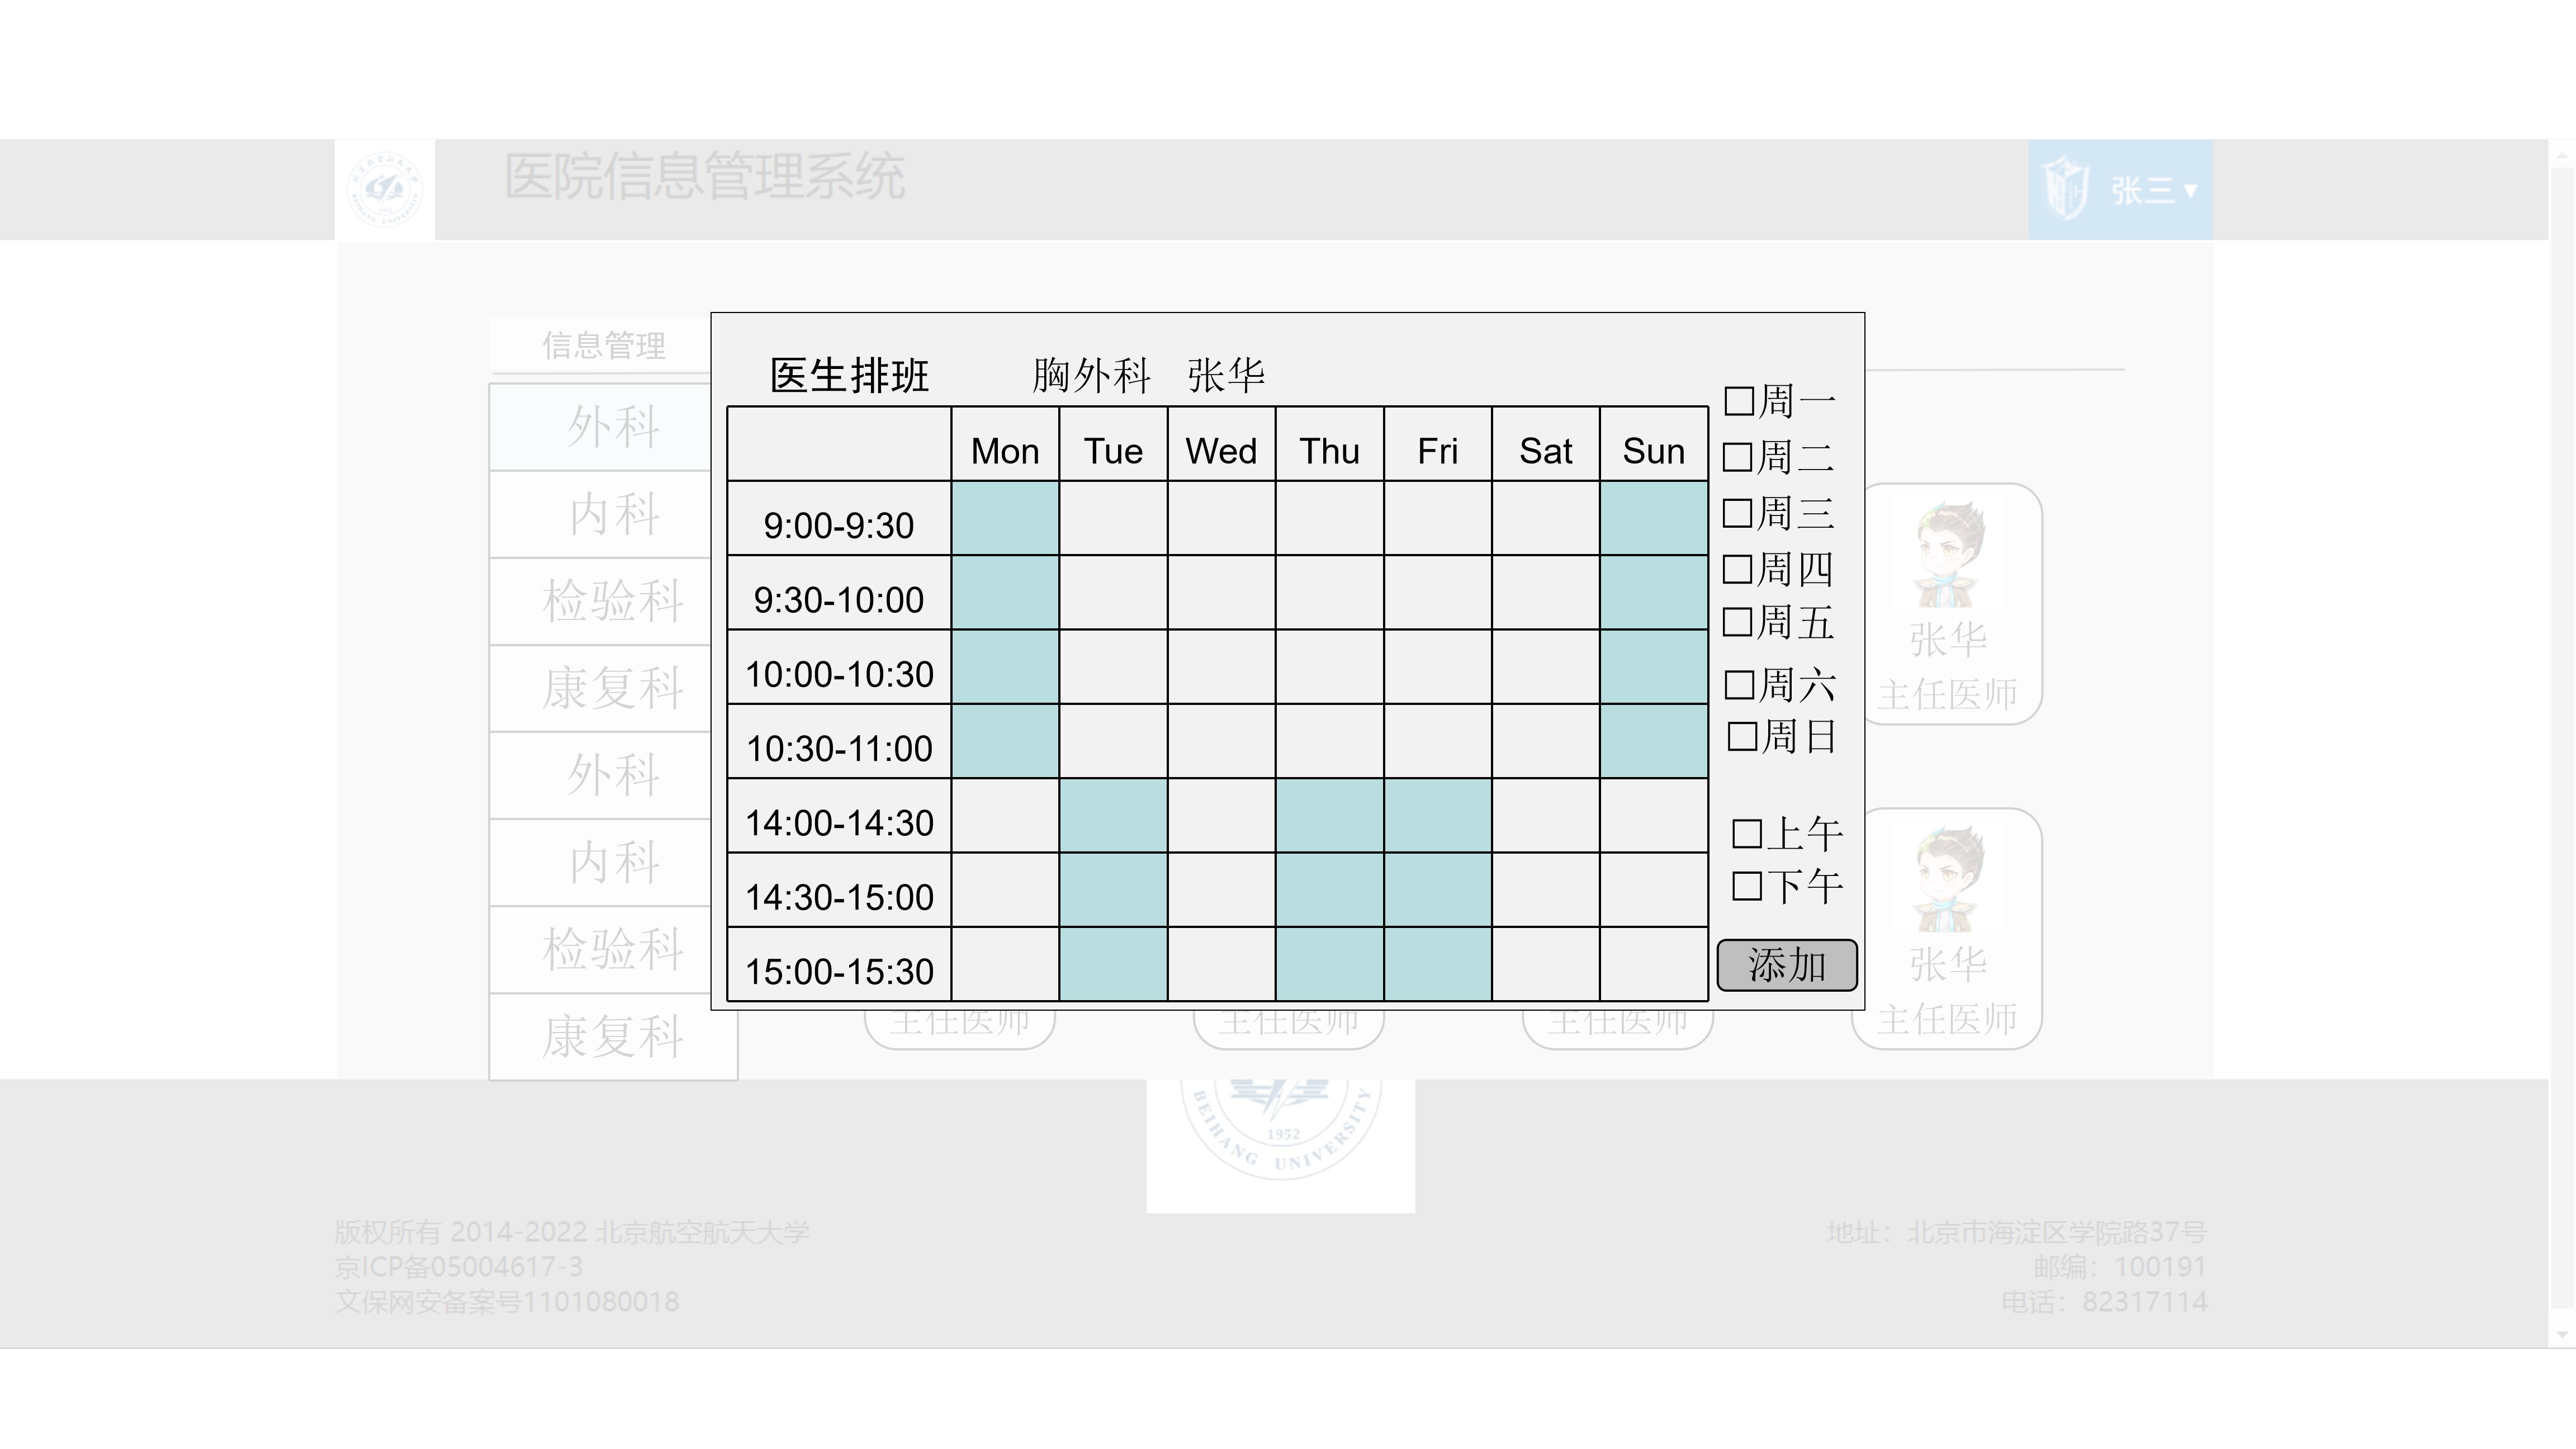 医院信息管理系统
张三▼
信息管理
外科
内科
检验科
康复科
外科
内科
检验科
康复科
医生排班 胸外科 张华
Mon Tue Wed Thu Fri Sat Sun
9:00-9:30
9:30-10:00
10:00-10:30
10:30-11:00
14:00-14:30
14:30-15:00
15:00-15:30
□周一
□周二
□周三
□周四
□周五
□周六
□周日
□上午
□下午
添加
张华
主任医师
张华
主任医师
主任医师 主任医师 主任医师
1952
BEIHANG UNIVERSITY
版权所有 2014-2022 北京航空航天大学
京ICP备05004617-3
文保网安备案号1101080018
地址：北京市海淀区学院路37号
邮编：100191
电话：82317114